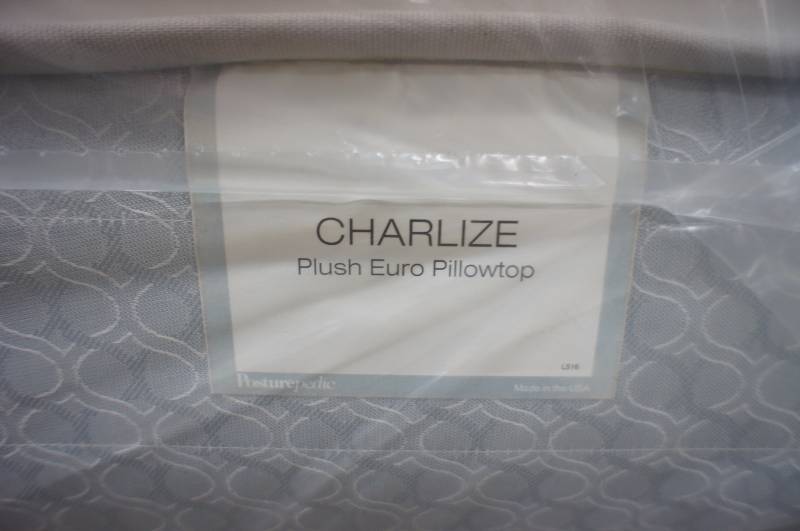 CHARLIZE
Plush Euro Pillowtop
LS16
Posturepedic
Made in the USA